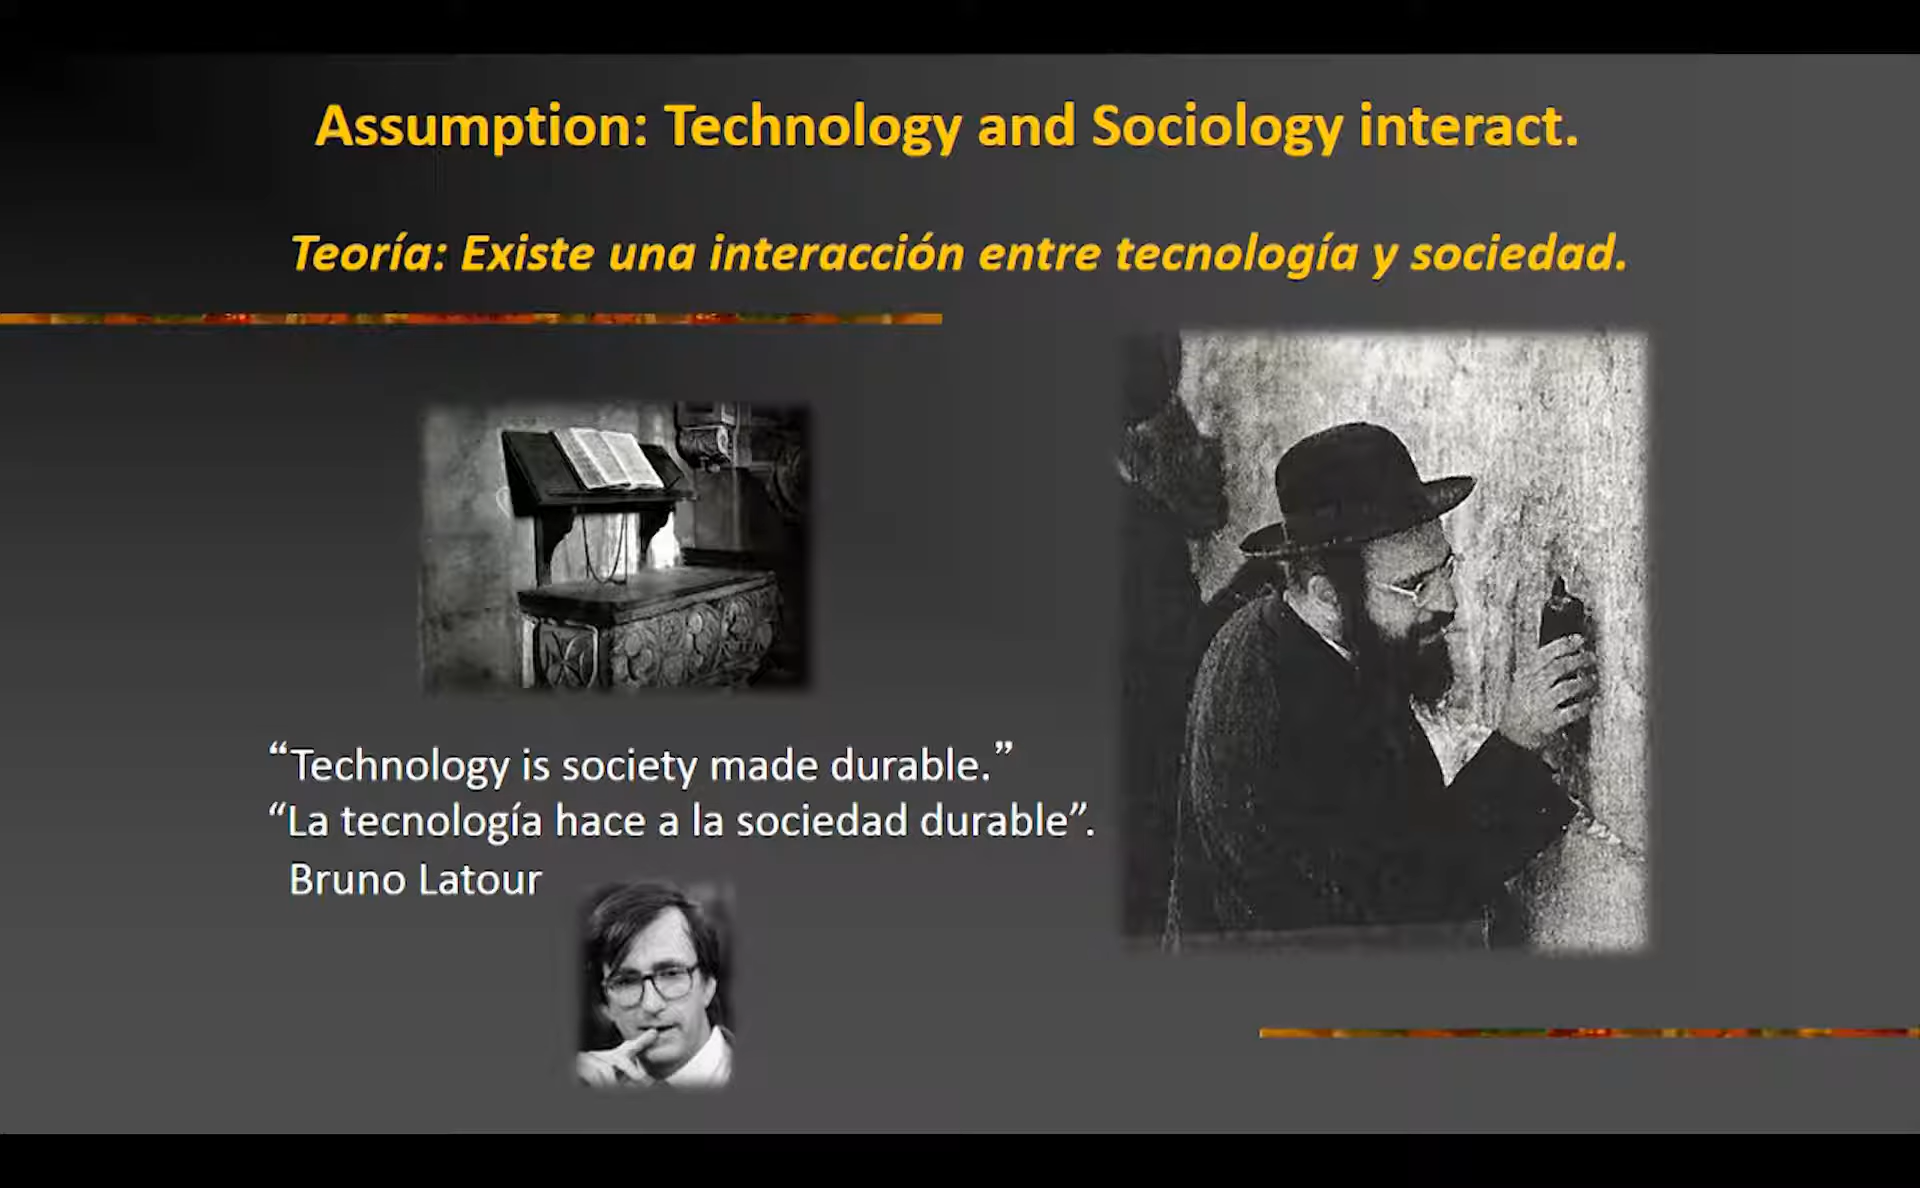 Assumption: Technology and Sociology interact.
Teoría: Existe una interacción entre tecnología y sociedad.
“Technology is society made durable.”
“La tecnología hace a la sociedad durable”.
Bruno Latour